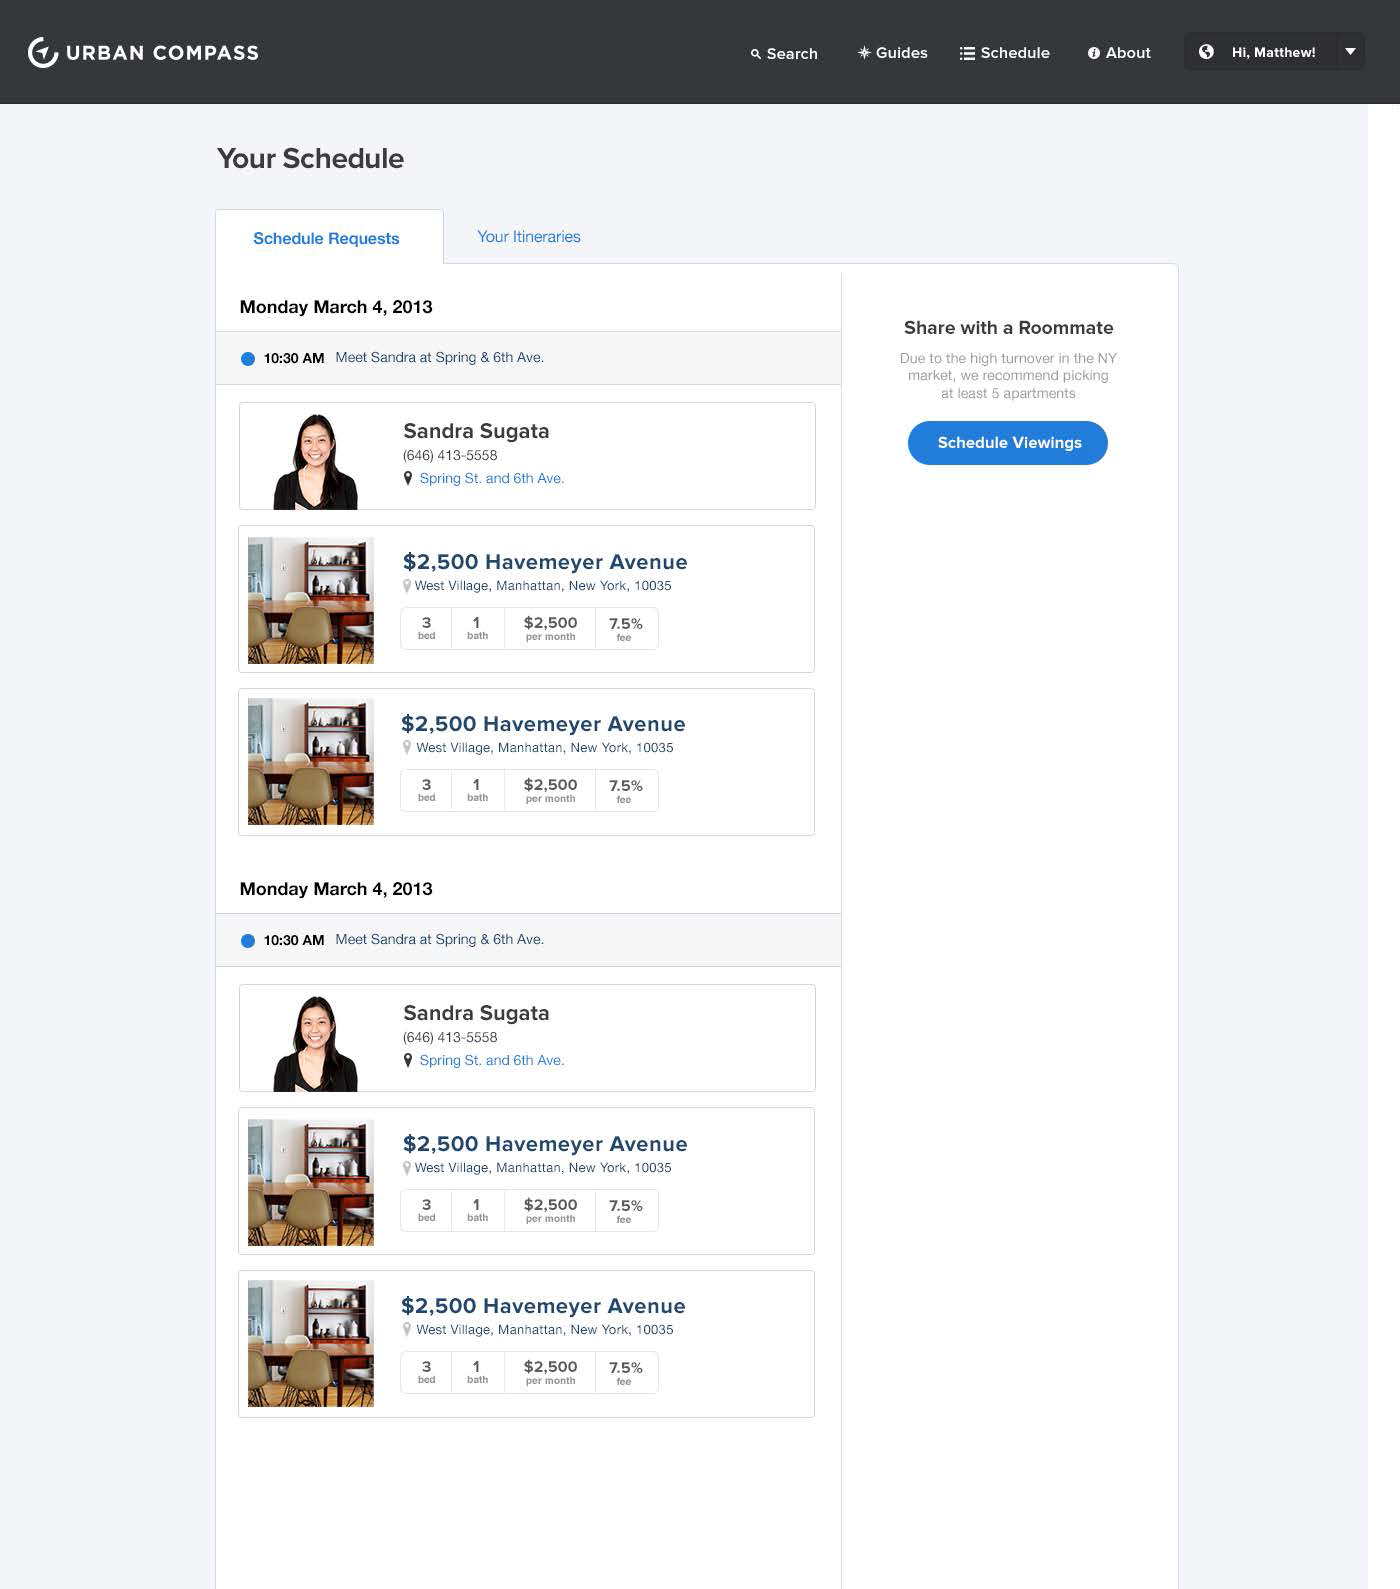 URBAN COMPASS
Search
Guides
Schedule
About
Hi, Matthew!
Your Schedule
Schedule Requests
Your Itineraries
Monday March 4, 2013
10:30 AM Meet Sandra at Spring & 6th Ave.
Sandra Sugata
(646) 413-5558
Spring St. and 6th Ave.
$2,500 Havemeyer Avenue
West Village, Manhattan, New York, 10035
3 1 $2,500 7.5%
bed bath per month fee
$2,500 Havemeyer Avenue
West Village, Manhattan, New York, 10035
3 1 $2,500 7.5%
bed bath per month fee
Monday March 4, 2013
10:30 AM Meet Sandra at Spring & 6th Ave.
Sandra Sugata
(646) 413-5558
Spring St. and 6th Ave.
$2,500 Havemeyer Avenue
West Village, Manhattan, New York, 10035
3 1 $2,500 7.5%
bed bath per month fee
$2,500 Havemeyer Avenue
West Village, Manhattan, New York, 10035
3 1 $2,500 7.5%
bed bath per month fee
Share with a Roommate
Due to the high turnover in the NY
market, we recommend picking
at least 5 apartments
Schedule Viewings